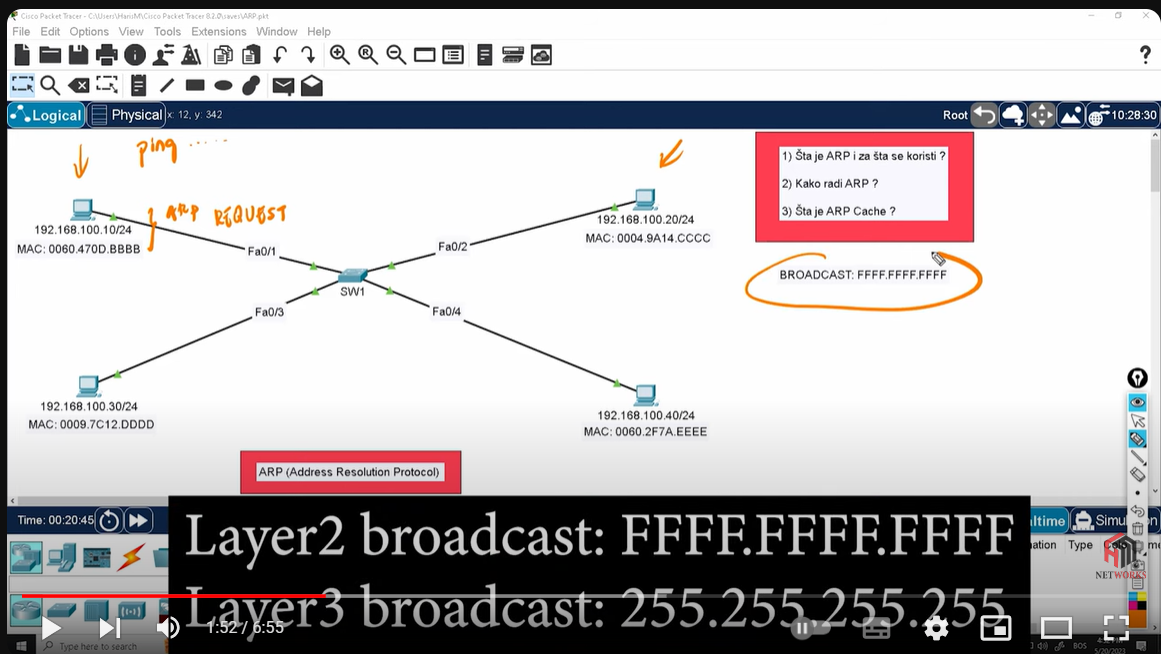 Cisco Packet Tracer - C:\Users\HarisM\Cisco Packet Tracer 8.2.0\saves\ARP.pkt
File Edit Options View Tools Extensions Window Help
Logical Physical x: 12, y: 342 Root 10:28:30
ping ......
ARP REQUEST
192.168.100.10/24
MAC: 0060.470D.BBBB
192.168.100.20/24
MAC: 0004.9A14.CCCC
Fa0/1
Fa0/2
SW1
Fa0/3
Fa0/4
192.168.100.30/24
MAC: 0009.7C12.DDDD
192.168.100.40/24
MAC: 0060.2F7A.EEEE
1) Šta je ARP i za šta se koristi ?
2) Kako radi ARP ?
3) Šta je ARP Cache ?
BROADCAST: FFFF.FFFF.FFFF
ARP (Address Resolution Protocol)
Time: 00:20:45
Type
NETWORKS
Layer2 broadcast: FFFF.FFFF.FFFF
Layer3 broadcast: 255.255.255.255
1:52 / 6:55
Type here to search
BOS
5/20/2023